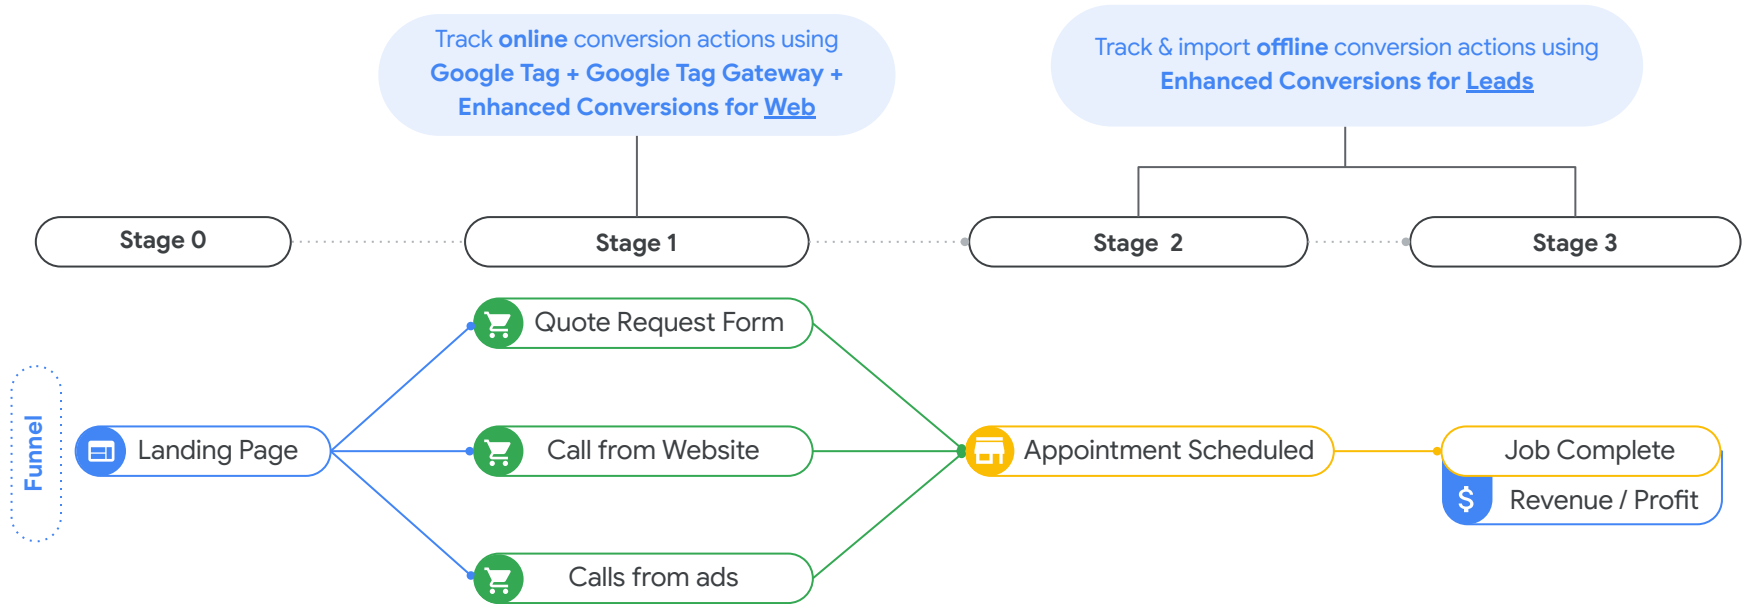 Track online conversion actions using
Google Tag + Google Tag Gateway +
Enhanced Conversions for Web
Track & import offline conversion actions using
Enhanced Conversions for Leads
Stage 0
Stage 1
Stage 2
Stage 3
Funnel
Landing Page
Quote Request Form
Call from Website
Calls from ads
Appointment Scheduled
Job Complete
$ Revenue / Profit